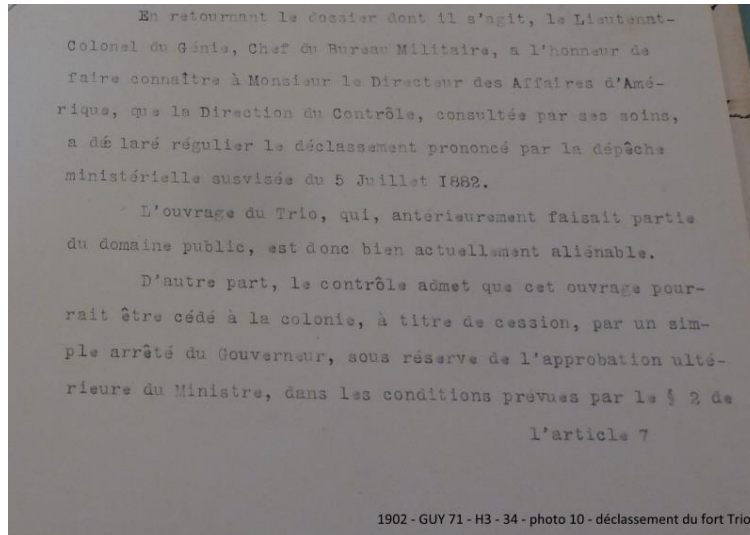 En retournant le dossier dont il s'agit, le Lieutenant-
Colonel du Génie, Chef du Bureau Militaire, a l'honneur de
faire connaître à Monsieur le Directeur des Affaires d'Amé-
rique, que la Direction du Contrôle, consultée par ses soins,
a dé laré régulier le déclassement prononcé par la dépêche
ministérielle susvisée du 5 Juillet I882.
L'ouvrage du Trio, qui, antérieurement faisait partie
du domaine public, est donc bien actuellement aliénable.
D'autre part, le contrôle admet que cet ouvrage pour-
rait être cédé à la colonie, à titre de cession, par un sim-
ple arrêté du Gouverneur, sous réserve de l'approbation ulté-
rieure du Ministre, dans les conditions prévues par le § 2 de
l'article 7
1902 - GUY 71 - H3 - 34 - photo 10 - déclassement du fort Trio